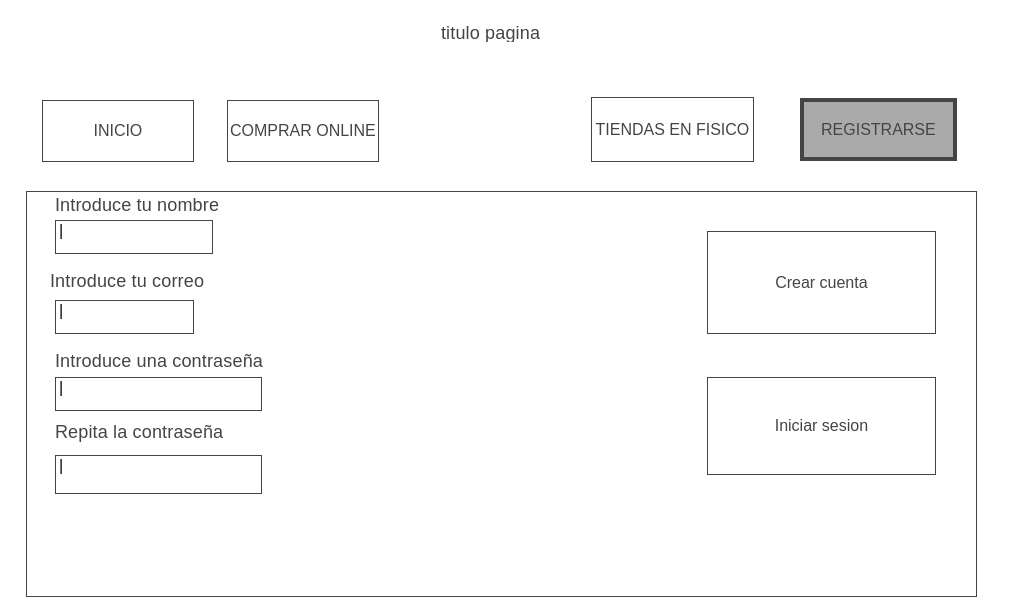 titulo pagina
INICIO
COMPRAR ONLINE
TIENDAS EN FISICO
REGISTRARSE
Introduce tu nombre
Introduce tu correo
Introduce una contraseña
Repita la contraseña
Crear cuenta
Iniciar sesion